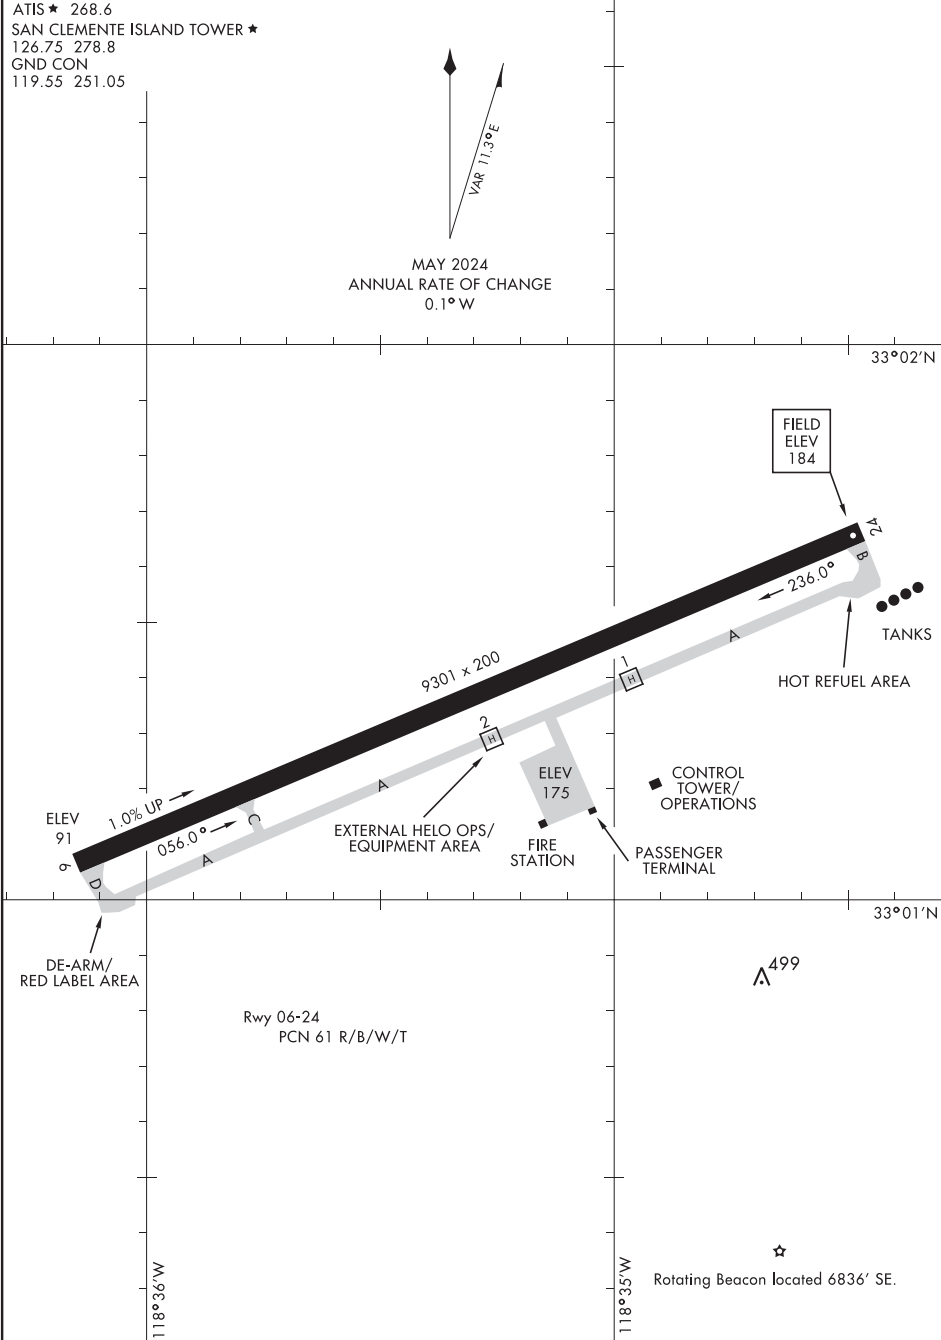 ATIS ★ 268.6
SAN CLEMENTE ISLAND TOWER ★
126.75 278.8
GND CON
119.55 251.05
VAR 11.3° E
MAY 2024
ANNUAL RATE OF CHANGE
0.1° W
33°02'N
FIELD
ELEV
184
24
B
236.0°
TANKS
A
HOT REFUEL AREA
9301 x 200
1
H
2
H
ELEV
175
CONTROL
TOWER/
OPERATIONS
A
EXTERNAL HELO OPS/
EQUIPMENT AREA
FIRE
STATION
PASSENGER
TERMINAL
ELEV
91
1.0% UP
056.0°
C
A
6
D
33°01'N
DE-ARM/
RED LABEL AREA
499
Rwy 06-24
PCN 61 R/B/W/T
118°36'W
118°35'W
Rotating Beacon located 6836' SE.